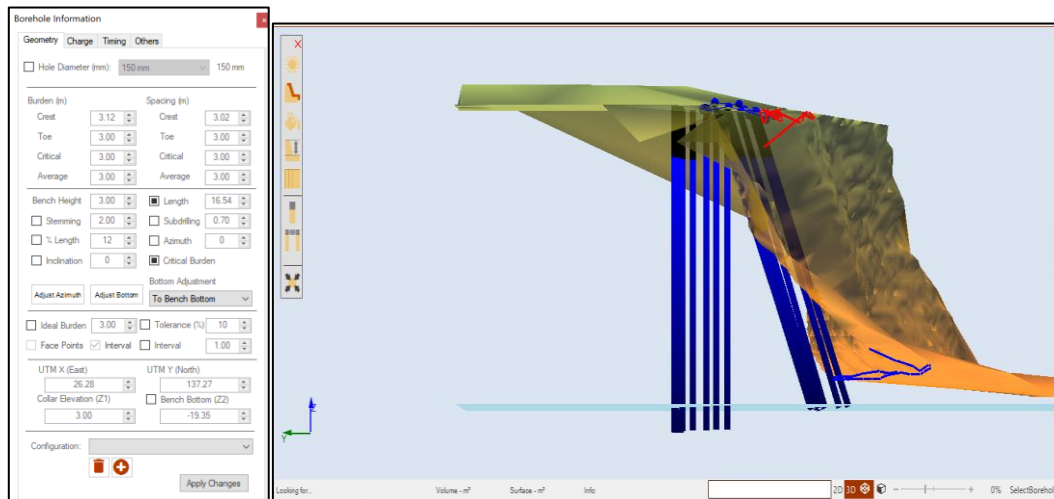 Borehole Information
x
Geometry Charge Timing Others
Hole Diameter (mm): 150 mm 150 mm
Burden (m) Spacing (m)
Crest 3.12 Crest 3.02
Toe 3.00 Toe 3.00
Critical 3.00 Critical 3.00
Average 3.00 Average 3.00
Bench Height 3.00 Length 16.54
Stemming 2.00 Subdrilling 0.70
% Length 12 Azimuth 0
Inclination 0 Critical Burden
Bottom Adjustment
Adjust Azimuth Adjust Bottom To Bench Bottom
Ideal Burden 3.00 Tolerance (%) 10
Face Points Interval Interval 1.00
UTM X (East) UTM Y (North)
26.28 137.27
Collar Elevation (Z1) Bench Bottom (Z2)
3.00 -19.35
Configuration:
Apply Changes
X
Z
Y
Looking for... Volume - m³ Surface - m² Info: 2D 3D 0% SelectBorehol